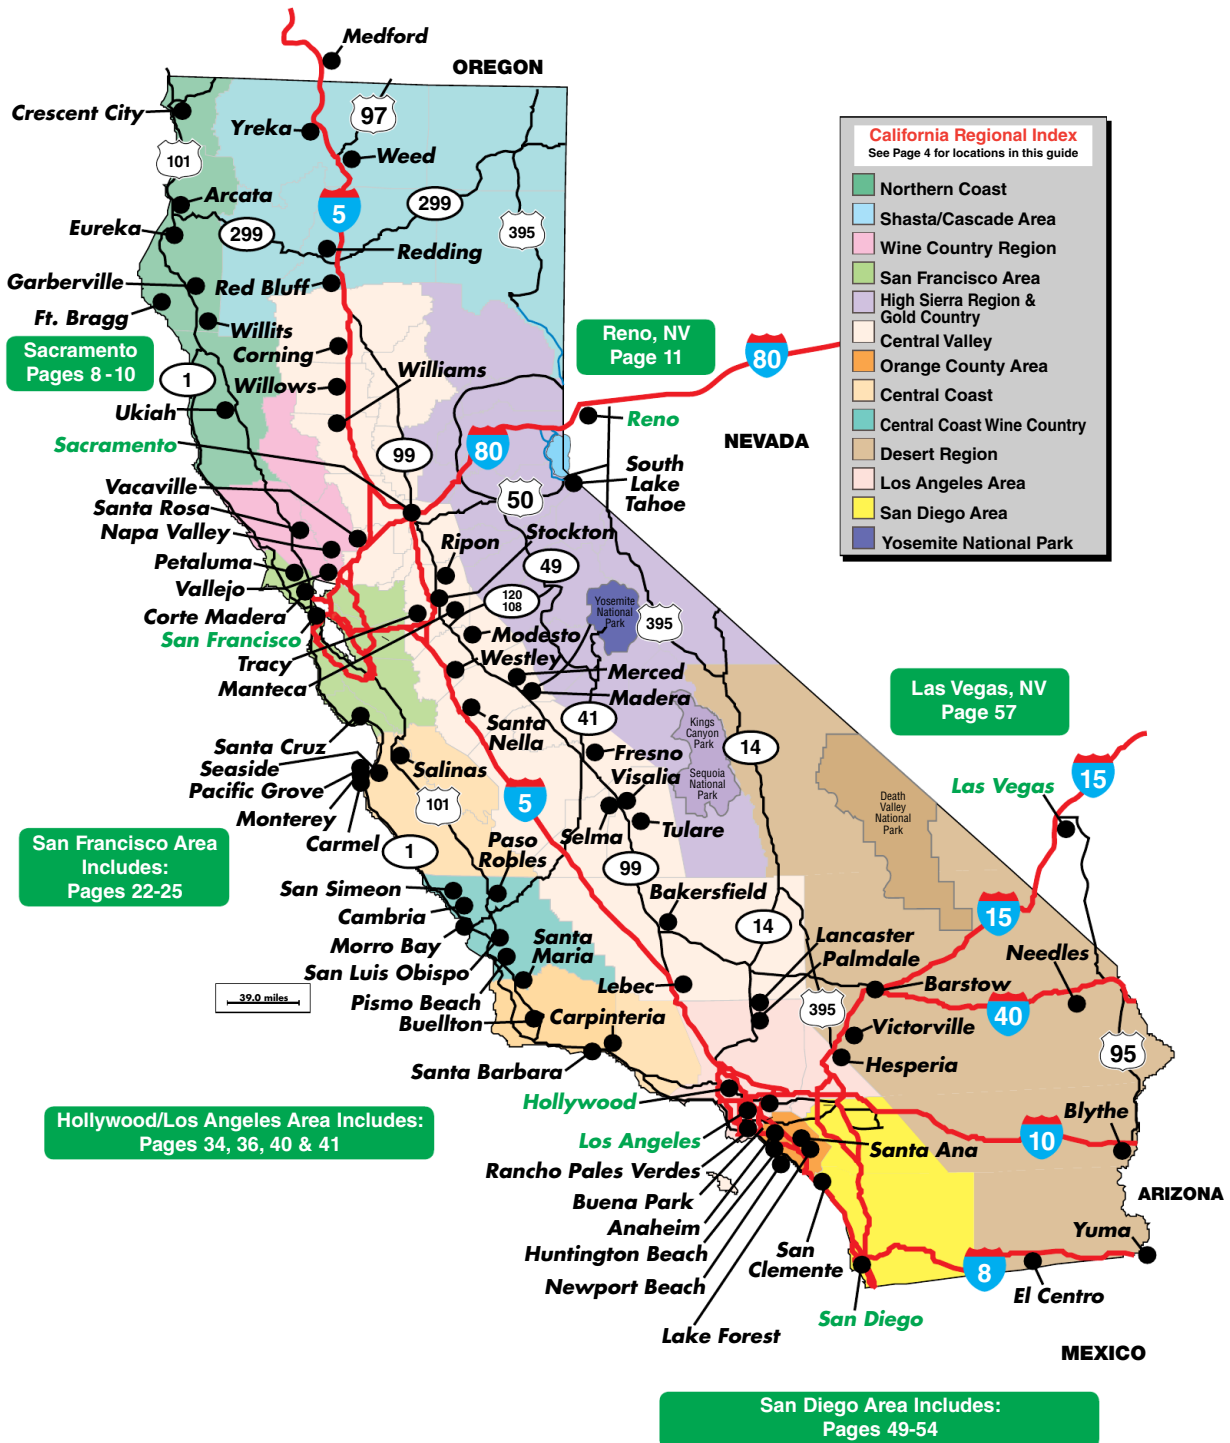 Medford
OREGON
Crescent City
97
Yreka
101
Weed
California Regional Index
See Page 4 for locations in this guide
Northern Coast
Shasta/Cascade Area
Wine Country Region
San Francisco Area
High Sierra Region &
Gold Country
Central Valley
Orange County Area
Central Coast
Central Coast Wine Country
Desert Region
Los Angeles Area
San Diego Area
Yosemite National Park
Arcata
5
299
Eureka
299
395
Redding
Garberville
Red Bluff
Ft. Bragg
Willits
Sacramento
Pages 8 -10
Corning
Reno, NV
Page 11
80
1
Willows
Williams
Ukiah
Reno
Sacramento
NEVADA
99
80
South
Lake
Tahoe
Vacaville
50
Santa Rosa
Napa Valley
Stockton
Ripon
Petaluma
49
Vallejo
120
108
Yosemite
National
Park
395
Corte Madera
San Francisco
Modesto
Tracy
Westley
Merced
Manteca
Madera
Las Vegas, NV
Page 57
41
Santa
Nella
Kings
Canyon
Park
14
Santa Cruz
Fresno
Seaside
Salinas
Visalia
Sequoia
National
Park
15
Pacific Grove
Las Vegas
101
5
Death
Valley
National
Park
Monterey
Selma
Tulare
Carmel
1
Paso
Robles
San Francisco Area
Includes:
Pages 22-25
99
San Simeon
Bakersfield
Cambria
14
15
Morro Bay
Santa
Maria
Lancaster
Palmdale
Needles
San Luis Obispo
Lebec
Barstow
39.0 miles
Pismo Beach
395
40
Buellton
Carpinteria
Victorville
95
Santa Barbara
Hesperia
Hollywood
Hollywood/Los Angeles Area Includes:
Pages 34, 36, 40 & 41
Blythe
Los Angeles
10
Santa Ana
Rancho Pales Verdes
Buena Park
ARIZONA
Anaheim
Yuma
Huntington Beach
San
Clemente
8
Newport Beach
El Centro
San Diego
Lake Forest
MEXICO
San Diego Area Includes:
Pages 49-54